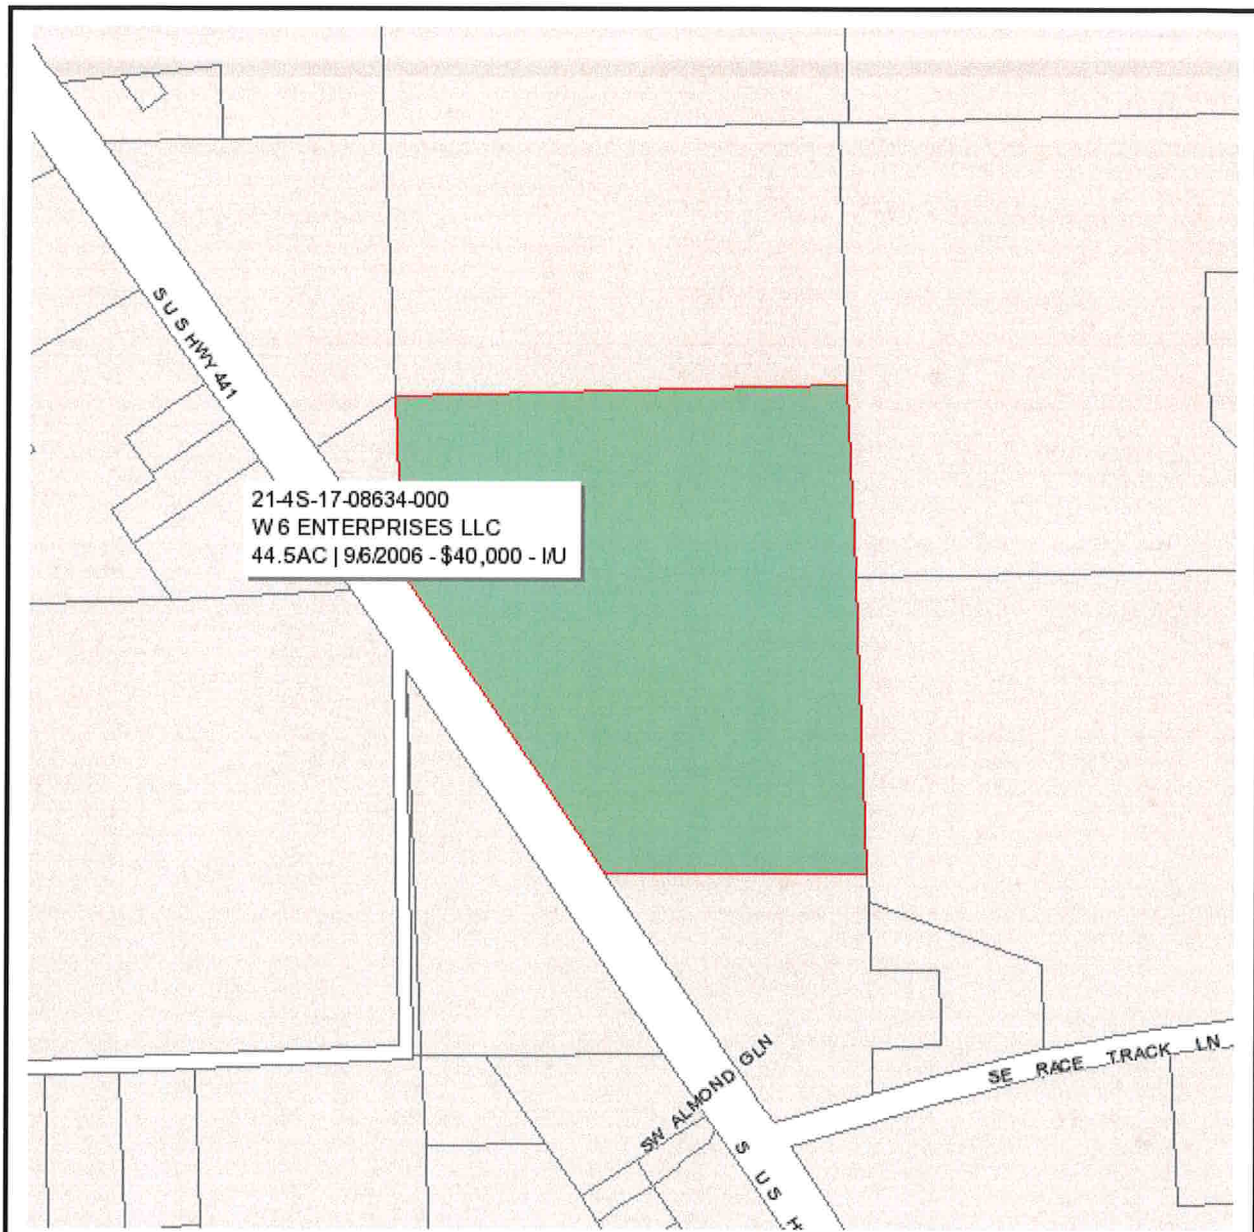 S U S HWY 441
21-4S-17-08634-000
W 6 ENTERPRISES LLC
44.5AC | 9/6/2006 - $40,000 - I/U
SW ALMOND GLN
SE RACE TRACK LN
S US H